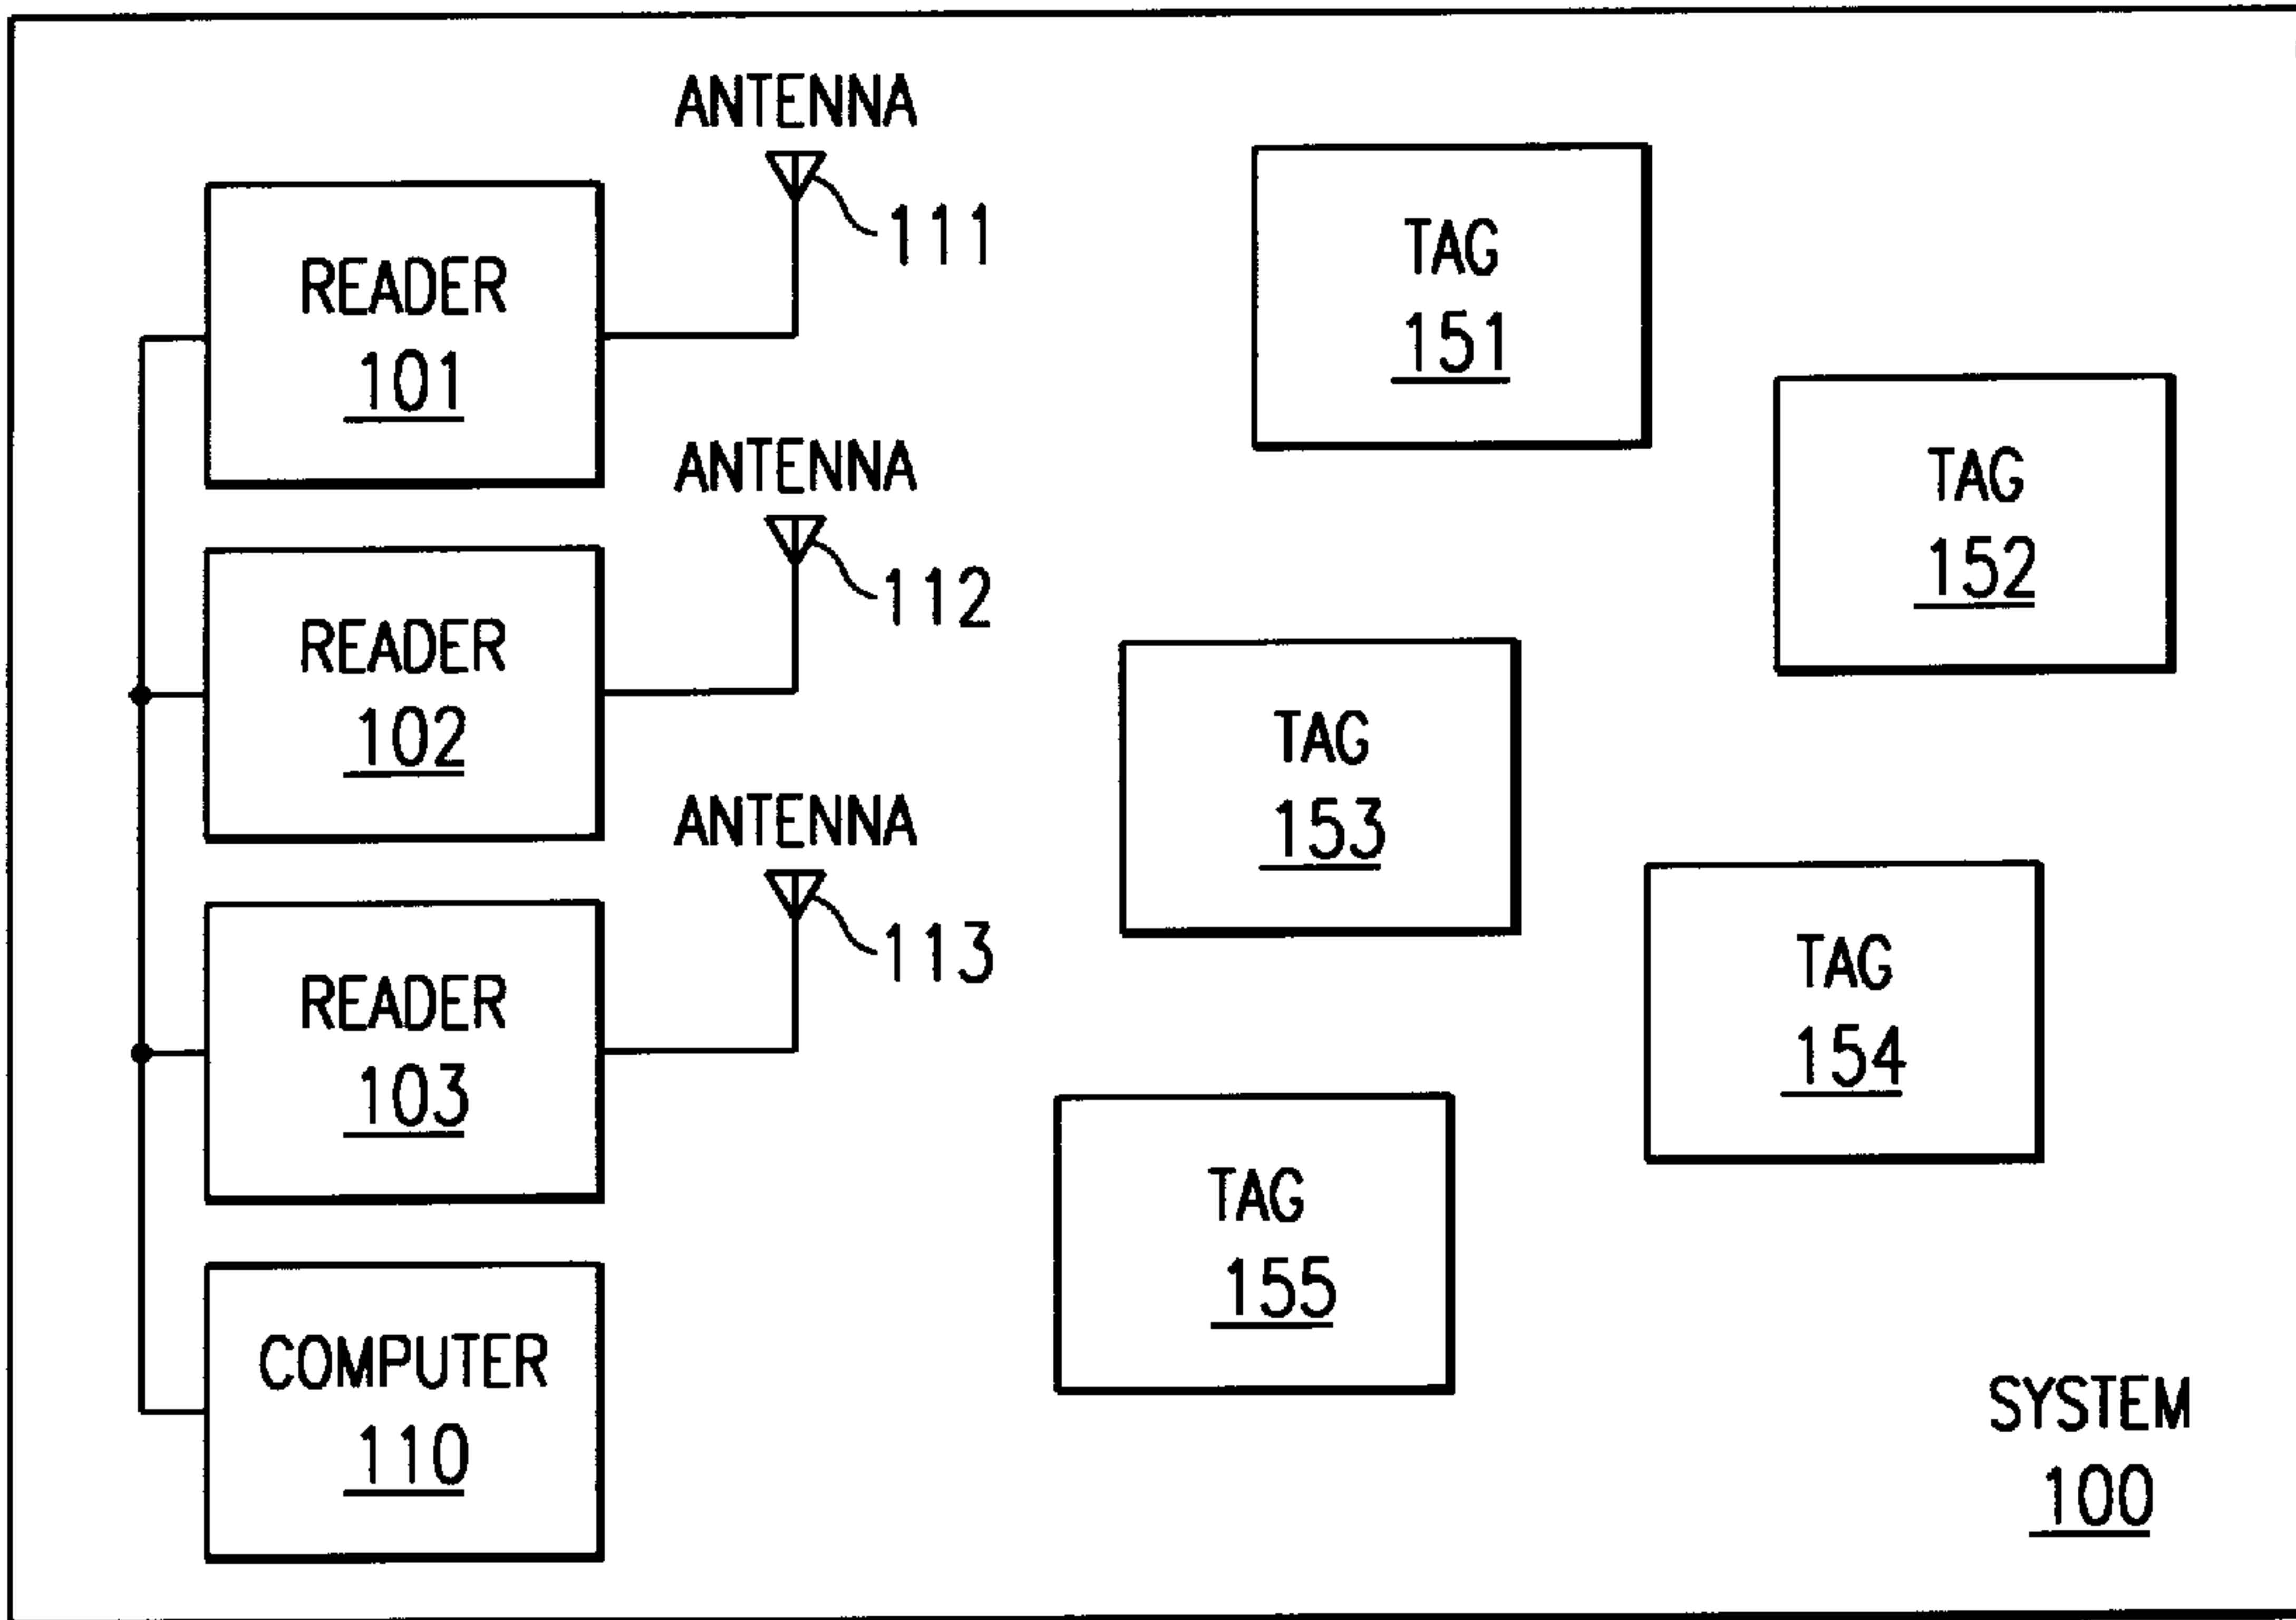 ANTENNA
111
READER
101
ANTENNA
112
READER
102
ANTENNA
113
READER
103
COMPUTER
110
TAG
151
TAG
152
TAG
153
TAG
154
TAG
155
SYSTEM
100